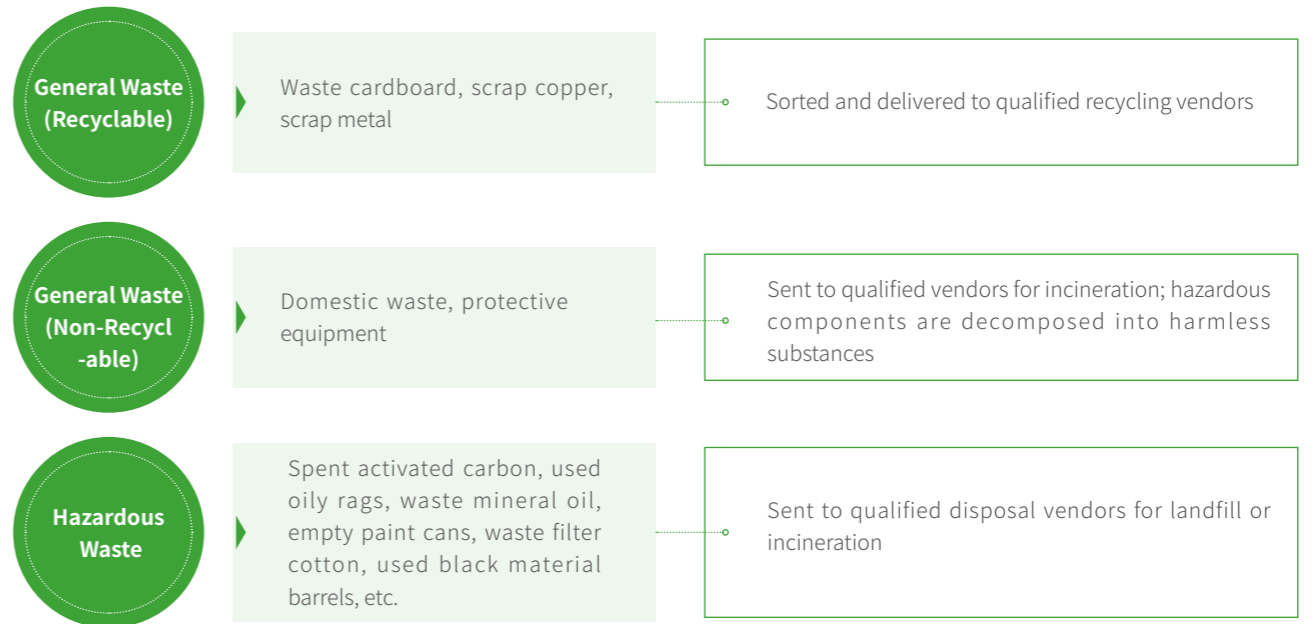 General Waste
(Recyclable)
Waste cardboard, scrap copper,
scrap metal
Sorted and delivered to qualified recycling vendors
General Waste
(Non-Recycl
-able)
Domestic waste, protective
equipment
Sent to qualified vendors for incineration; hazardous
components are decomposed into harmless
substances
Hazardous
Waste
Spent activated carbon, used
oily rags, waste mineral oil,
empty paint cans, waste filter
cotton, used black material
barrels, etc.
Sent to qualified disposal vendors for landfill or
incineration